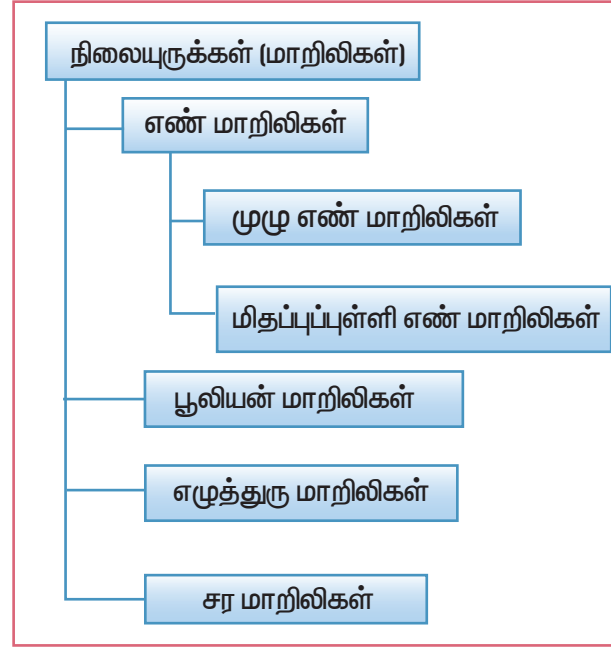 நிலையுருக்கள் (மாறிலிகள்)
எண் மாறிலிகள்
முழு எண் மாறிலிகள்
மிதப்புப்புள்ளி எண் மாறிலிகள்
பூலியன் மாறிலிகள்
எழுத்துரு மாறிலிகள்
சர மாறிலிகள்